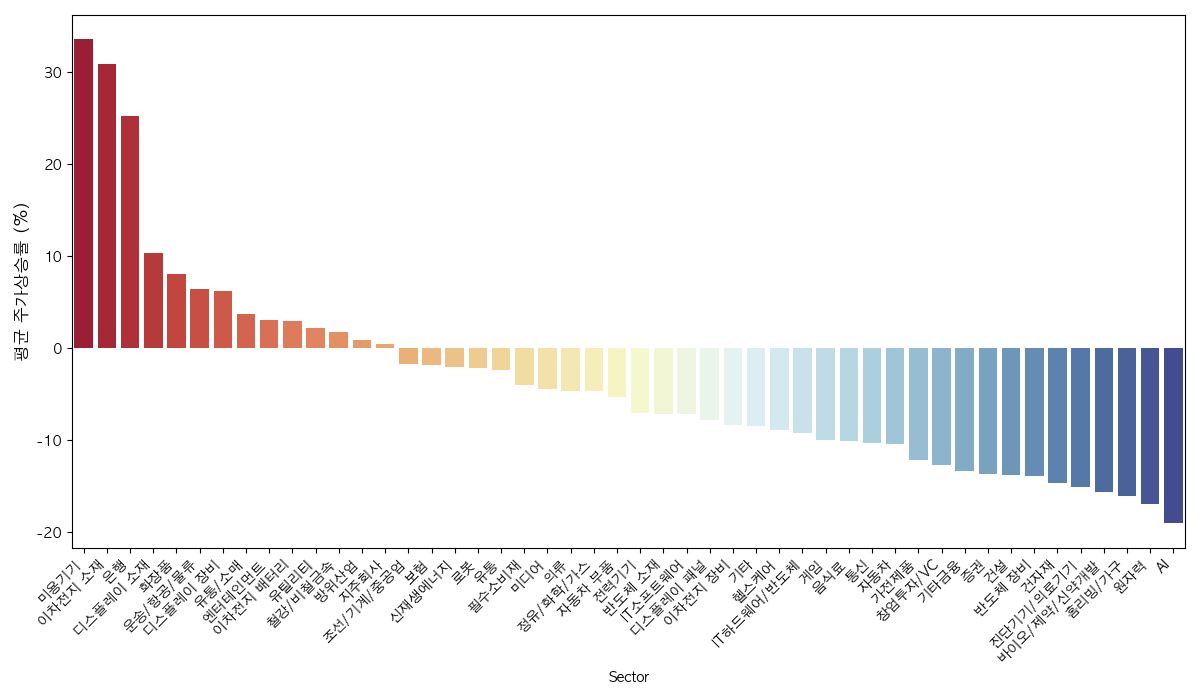 평균 주가상승률 (%)
30
20
10
0
-10
-20
미용기기
이차전지 소재
은행
디스플레이 소재
화장품
운송/항공/물류
디스플레이 장비
유통/소매
엔터테인먼트
이차전지 배터리
유틸리티
철강/비철금속
방위산업
지주회사
조선/기계/중공업
보험
신재생에너지
로봇
유통
필수소비재
미디어
의류
정유/화학/가스
자동차 부품
전력기기
반도체 소재
IT소프트웨어
디스플레이 패널
이차전지 장비
기타
헬스케어
IT하드웨어/반도체
게임
음식료
통신
자동차
가전제품
창업투자/VC
기타금융
증권
건설
반도체 장비
건자재
진단기기/의료기기
바이오/제약/신약개발
홈리빙/가구
원자력
AI
Sector